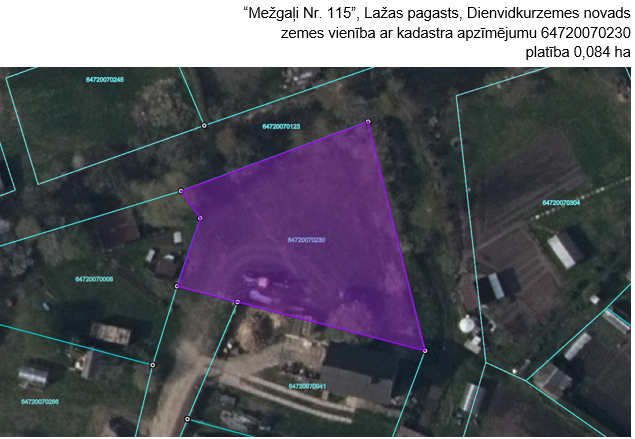 “Mežgaļi Nr. 115”, Lažas pagasts, Dienvidkurzemes novads
zemes vienība ar kadastra apzīmējumu 64720070230
platība 0,084 ha
64720070245
64720070123
64720070304
64720070230
64720070008
64720070041
64720070266